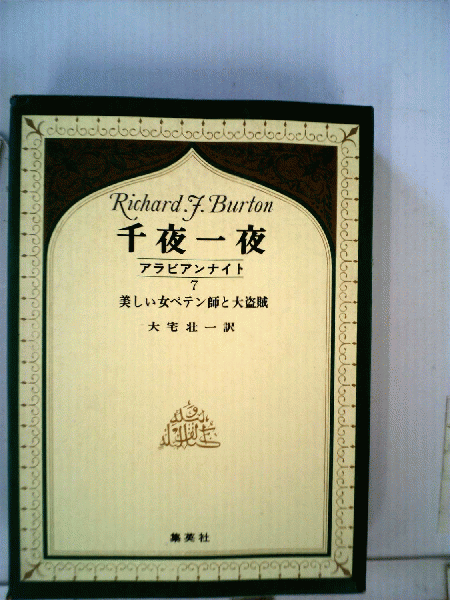 Richard F. Burton
千夜一夜
アラビアンナイト
7
美しい女ペテン師と大盗賊
大宅壮一訳
集英社